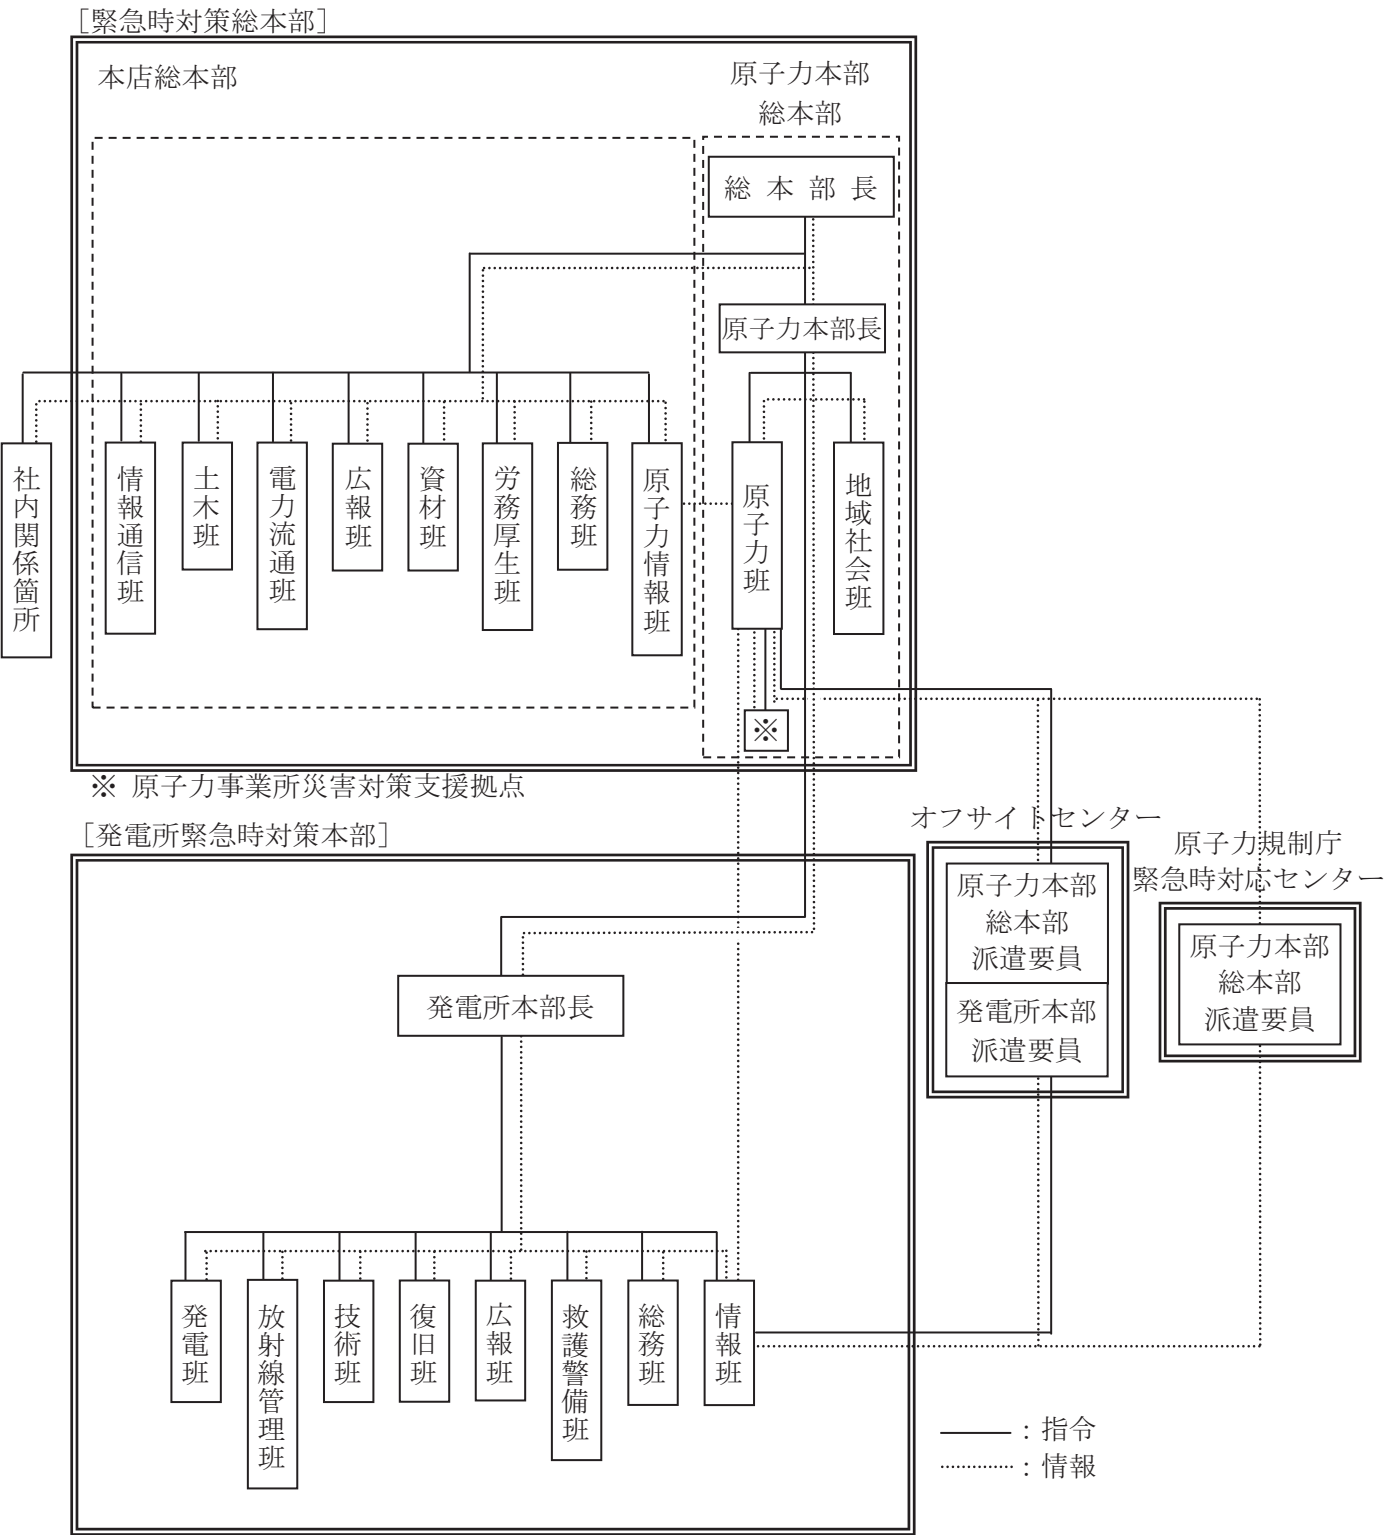 ［緊急時対策総本部］
本店総本部
原子力本部
総本部
総本部長
原子力本部長
社内関係箇所
情報通信班
土木班
電力流通班
広報班
資材班
労務厚生班
総務班
原子力情報班
原子力班
地域社会班
※
※ 原子力事業所災害対策支援拠点
［発電所緊急時対策本部］
オフサイトセンター
原子力規制庁
緊急時対応センター
原子力本部
総本部
派遣要員
発電所本部
派遣要員
原子力本部
総本部
派遣要員
発電所本部長
発電班
放射線管理班
技術班
復旧班
広報班
救護警備班
総務班
情報班
：指令
：情報